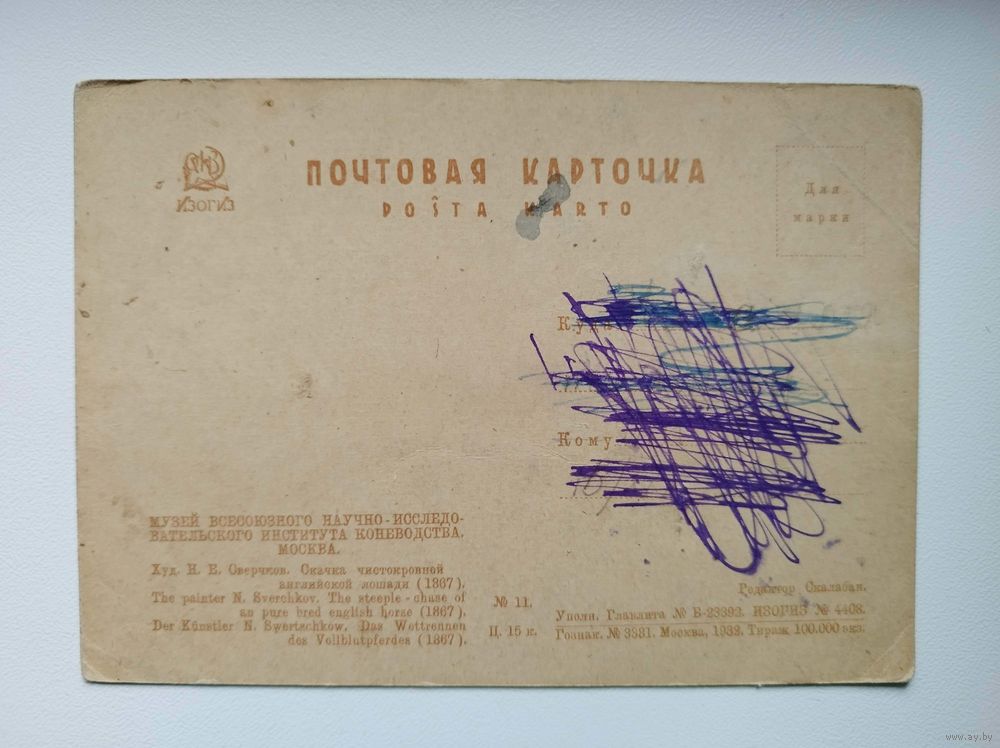 ИЗОГИЗ
ПОЧТОВАЯ КАРТОЧКА
POŜTA KARTO
Для
марки
Куда
Кому
МУЗЕЙ ВСЕСОЮЗНОГО НАУЧНО-ИССЛЕДО-
ВАТЕЛЬСКОГО ИНСТИТУТА КОНЕВОДСТВА,
МОСКВА.
Худ. Н. Е. Сверчков. Скачка чистокровной
английской лошади (1867).
The painter N. Sverchkov. The steeple-chase of
an pure bred english horse (1867).
Der Künstler N. Swertschkow. Das Wettrennen
des Vollblutpferdes (1867).
№ 11.
Ц. 15 к.
Редактор Скалабан.
Уполн. Главлита № Б-23393. ИЗОГИЗ № 4408.
Гознак. № 3381. Москва, 1932. Тираж 100.000 экз.
www.ay.by